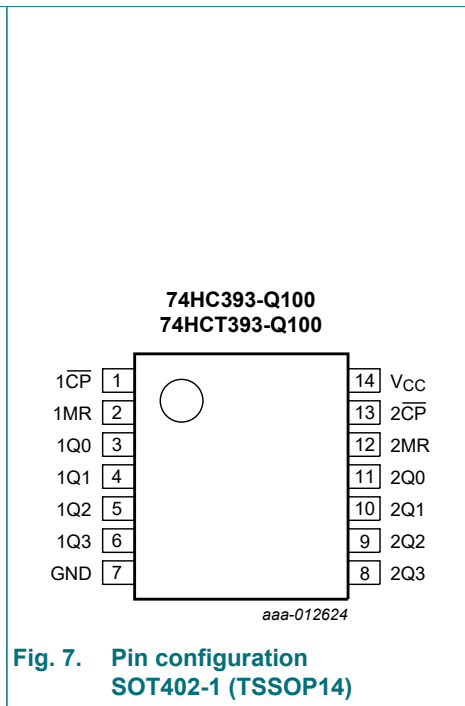 74HC393-Q100
74HCT393-Q100
1C̅P̅ 1 14 VCC
1MR 2 13 2C̅P̅
1Q0 3 12 2MR
1Q1 4 11 2Q0
1Q2 5 10 2Q1
1Q3 6 9 2Q2
GND 7 8 2Q3
aaa-012624
Fig. 7. Pin configuration
SOT402-1 (TSSOP14)